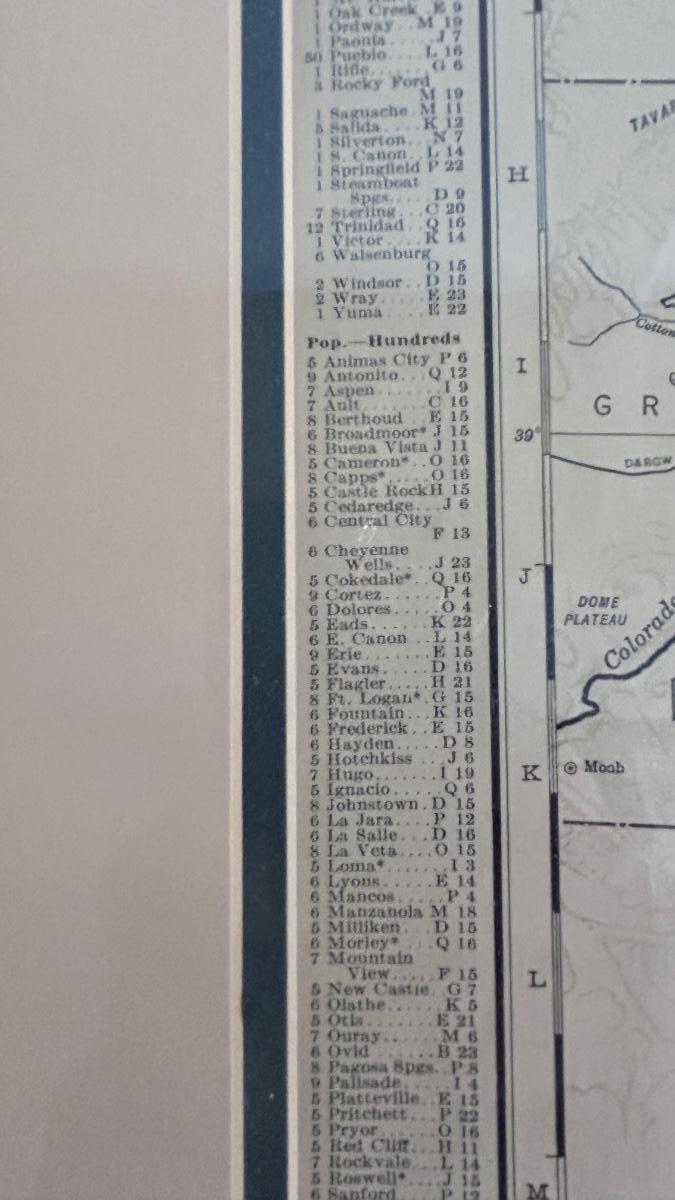 1 Oak Creek E 9
1 Ordway..M 19
1 Paonia......J 7
50 Pueblo.....L 16
1 Rifle.......G 6
3 Rocky Ford
M 19
1 Saguache.M 11
5 Salida....K 12
1 Silverton...N 7
1 S. Canon..L 14
1 Springfield P 22
1 Steamboat
Spgs.....D 9
7 Sterling...C 20
12 Trinidad..Q 16
1 Victor....K 14
6 Walsenburg
O 15
2 Windsor..D 15
2 Wray.....E 23
1 Yuma.....E 22
Pop.—Hundreds
5 Animas City P 6
9 Antonito...Q 12
7 Aspen.......I 9
7 Ault.......C 16
8 Berthoud...E 15
6 Broadmoor* J 15
8 Buena Vista J 11
5 Cameron*..O 16
8 Capps*.....O 16
5 Castle Rock H 15
5 Cedaredge...J 6
6 Central City
F 13
6 Cheyenne
Wells....J 23
5 Cokedale*..Q 16
9 Cortez......P 4
6 Dolores.....O 4
5 Eads......K 22
6 E. Canon..L 14
9 Erie.......E 15
5 Evans.....D 16
5 Flagler.....H 21
8 Ft. Logan*.G 15
6 Fountain...K 16
6 Frederick..E 15
6 Hayden.....D 8
5 Hotchkiss...J 6
7 Hugo.......I 19
5 Ignacio.....Q 6
8 Johnstown.D 15
6 La Jara....P 12
6 La Salle...D 16
8 La Veta....O 15
5 Loma*.......I 3
6 Lyons.....E 14
6 Mancos.....P 4
6 Manzanola M 18
5 Milliken...D 15
6 Morley*...Q 16
7 Mountain
View.....F 15
5 New Castle..G 7
6 Olathe......K 5
5 Otis.......E 21
7 Ouray......M 6
6 Ovid.......B 23
8 Pagosa Spgs..P 8
9 Palisade.....I 4
5 Platteville..E 15
5 Pritchett...P 22
5 Pryor......O 16
5 Red Cliff...H 11
7 Rockvale...L 14
5 Roswell*...J 15
6 Sanford....P 12
H
I
39°
J
K
L
M
G R
DOME
PLATEAU
Moab